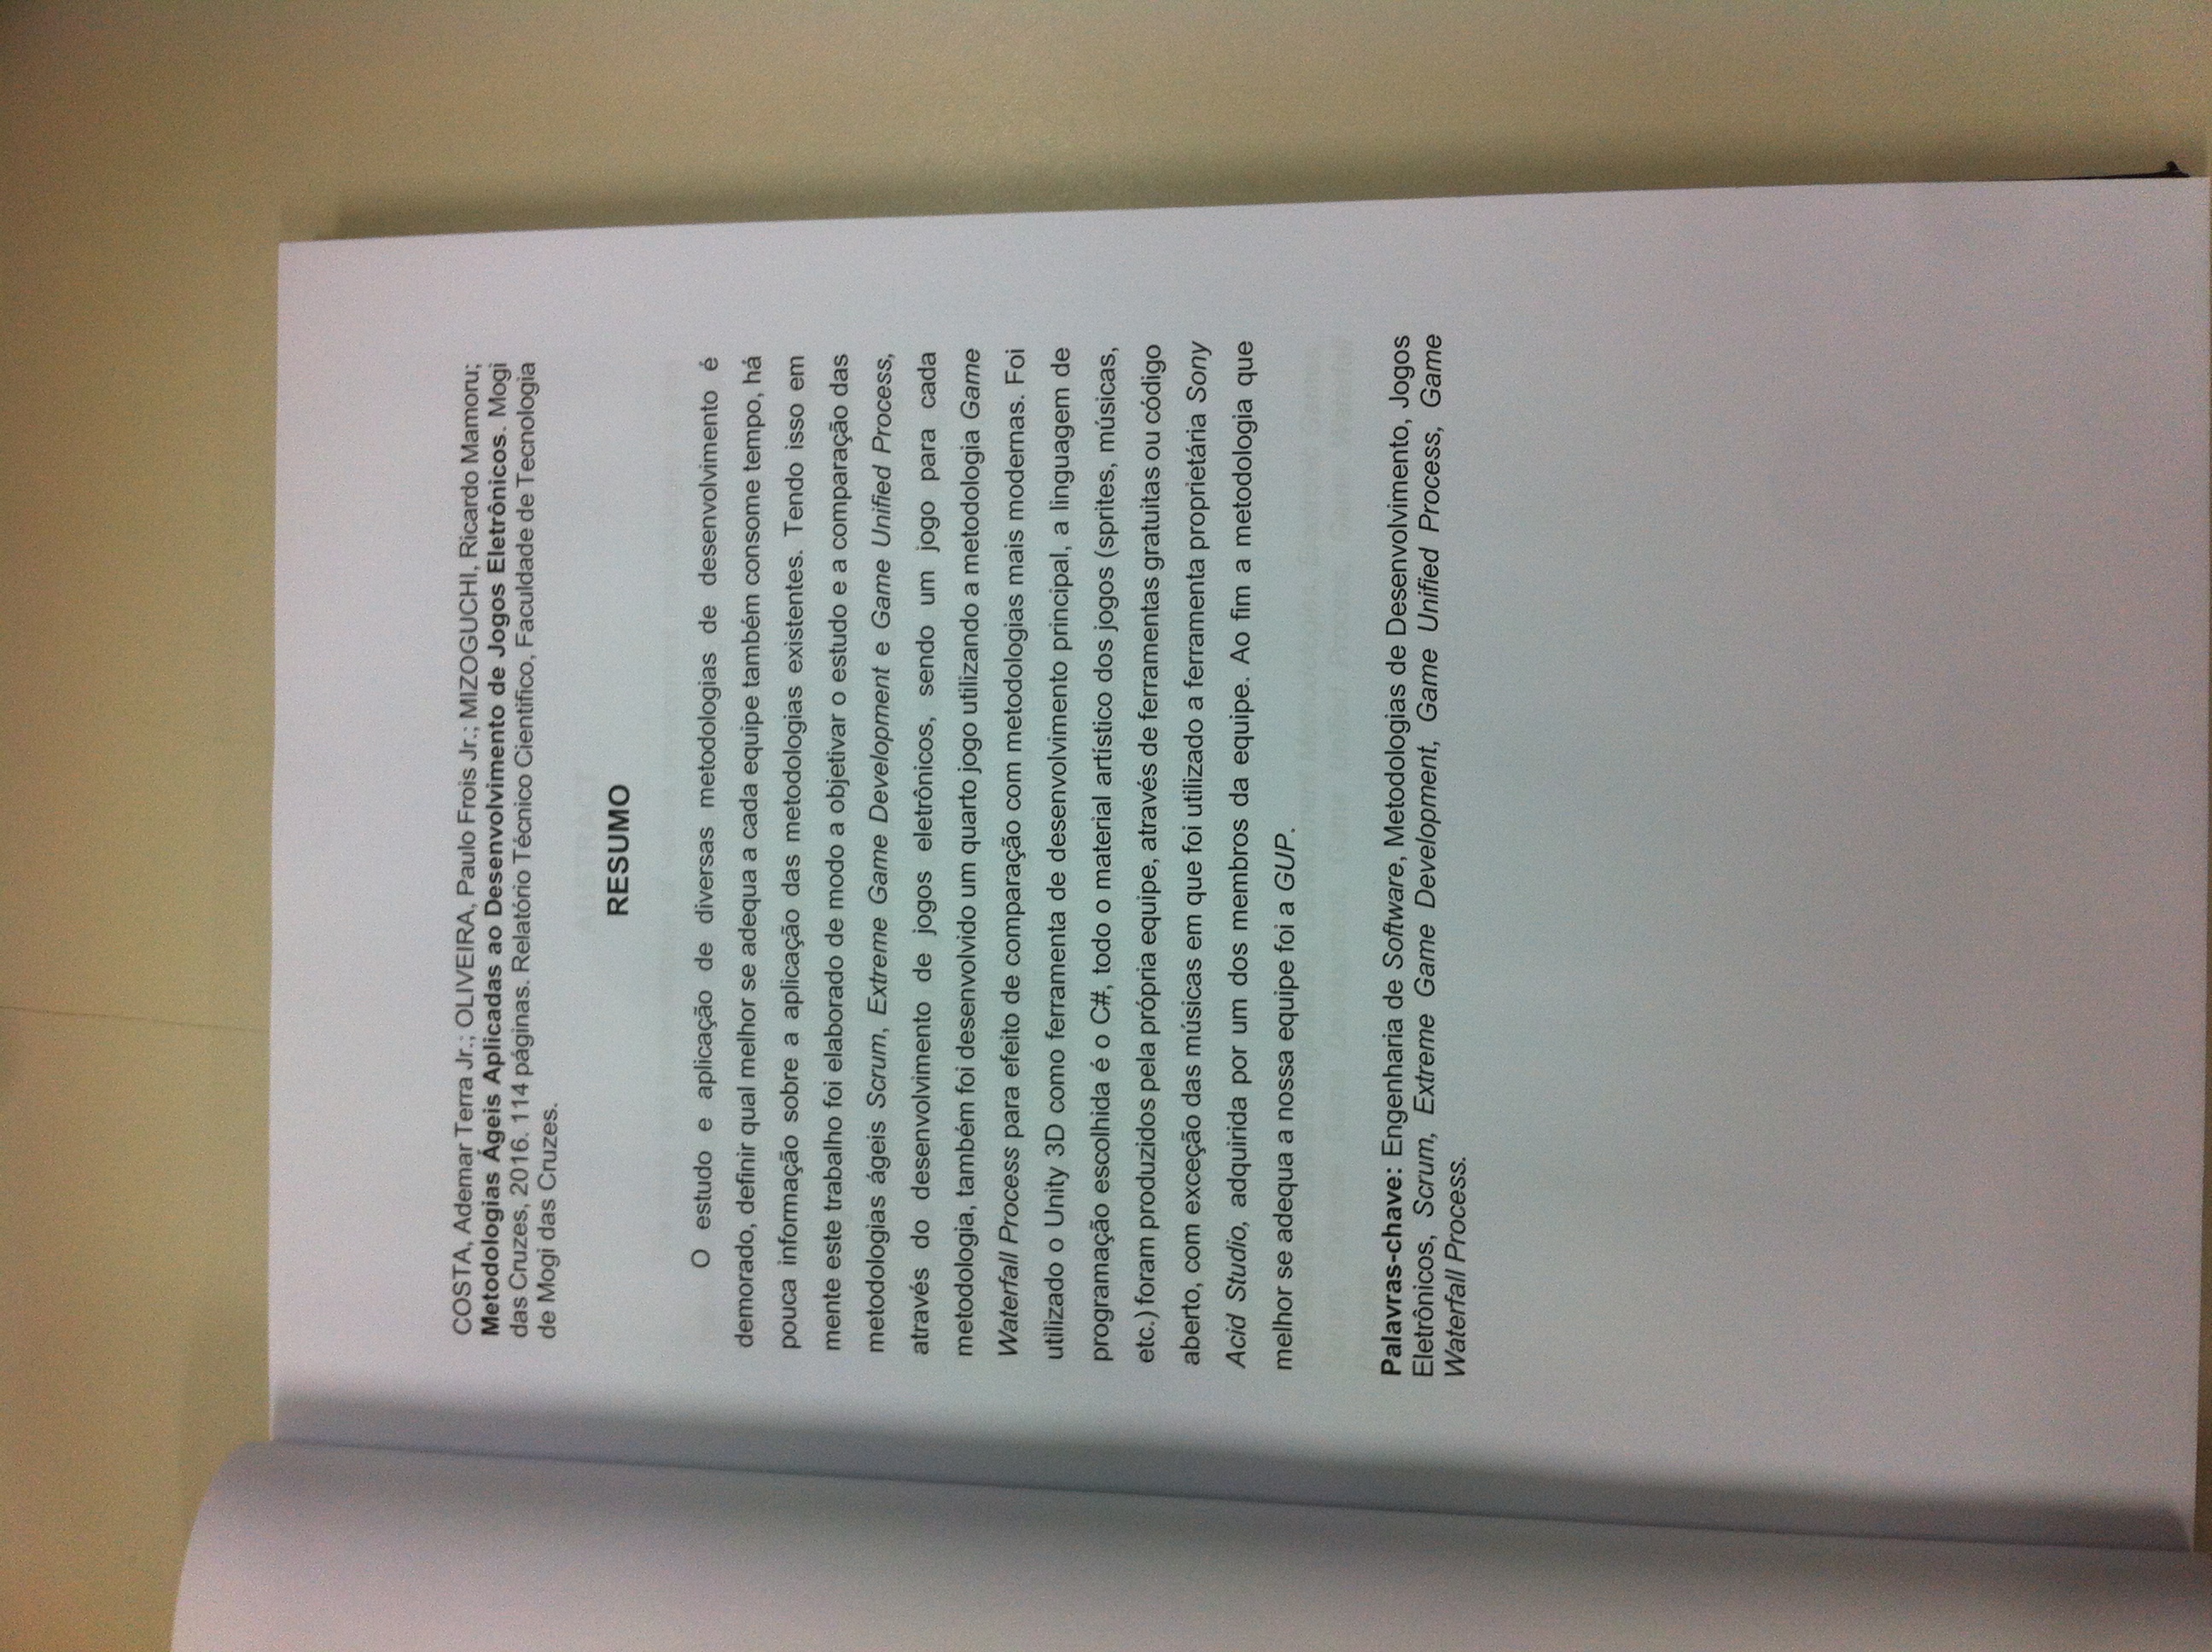 COSTA, Ademar Terra Jr.; OLIVEIRA, Paulo Frois Jr.; MIZOGUCHI, Ricardo Mamoru;
Metodologias Ágeis Aplicadas ao Desenvolvimento de Jogos Eletrônicos. Mogi
das Cruzes, 2016. 114 páginas. Relatório Técnico Cientifico, Faculdade de Tecnologia
de Mogi das Cruzes.
RESUMO
O estudo e aplicação de diversas metodologias de desenvolvimento é
demorado, definir qual melhor se adequa a cada equipe também consome tempo, há
pouca informação sobre a aplicação das metodologias existentes. Tendo isso em
mente este trabalho foi elaborado de modo a objetivar o estudo e a comparação das
metodologias ágeis Scrum, Extreme Game Development e Game Unified Process,
através do desenvolvimento de jogos eletrônicos, sendo um jogo para cada
metodologia, também foi desenvolvido um quarto jogo utilizando a metodologia Game
Waterfall Process para efeito de comparação com metodologias mais modernas. Foi
utilizado o Unity 3D como ferramenta de desenvolvimento principal, a linguagem de
programação escolhida é o C#, todo o material artístico dos jogos (sprites, músicas,
etc.) foram produzidos pela própria equipe, através de ferramentas gratuitas ou código
aberto, com exceção das músicas em que foi utilizado a ferramenta proprietária Sony
Acid Studio, adquirida por um dos membros da equipe. Ao fim a metodologia que
melhor se adequa a nossa equipe foi a GUP.
Palavras-chave: Engenharia de Software, Metodologias de Desenvolvimento, Jogos
Eletrônicos, Scrum, Extreme Game Development, Game Unified Process, Game
Waterfall Process.